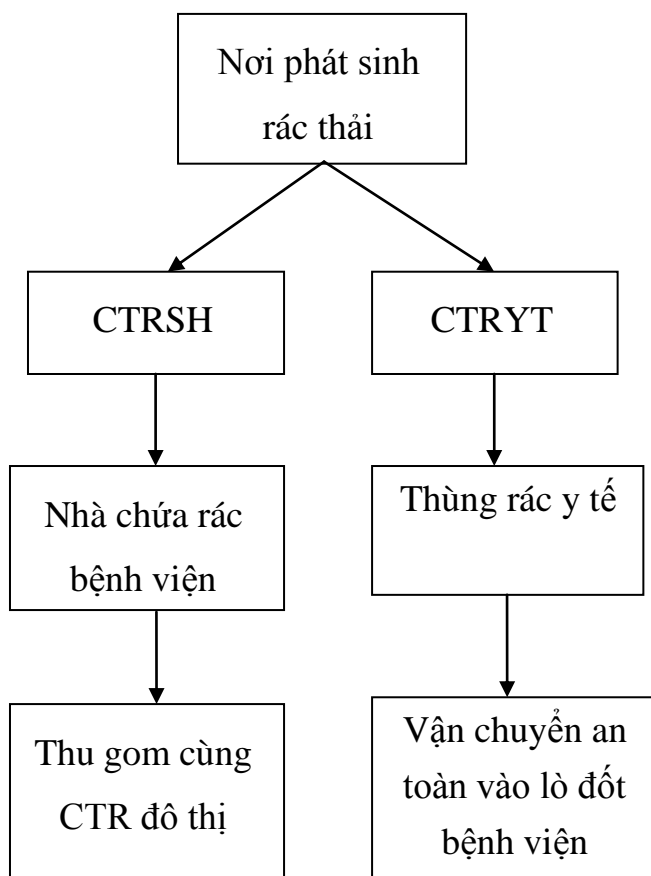 Nơi phát sinh
rác thải
CTRSH
CTRYT
Nhà chứa rác
bệnh viện
Thùng rác y tế
Thu gom cùng
CTR đô thị
Vận chuyển an
toàn vào lò đốt
bệnh viện